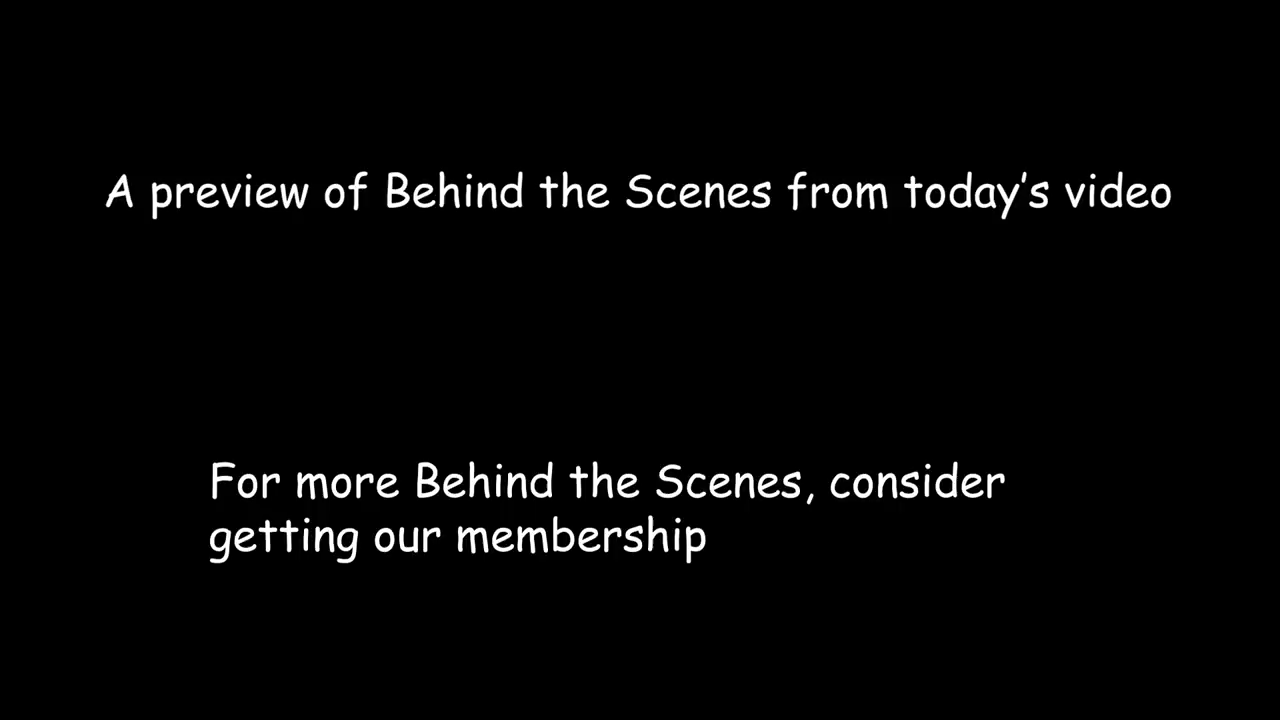 A preview of Behind the Scenes from today’s video
For more Behind the Scenes, consider
getting our membership